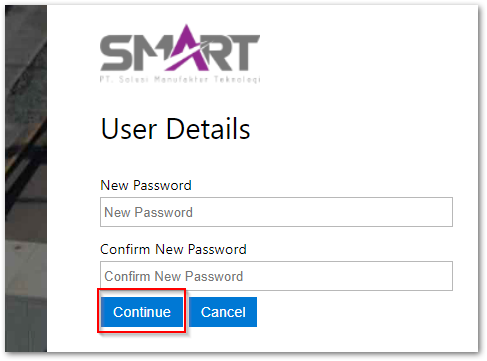 SMART
PT. Solusi Manufaktur Teknologi
User Details
New Password
New Password
Confirm New Password
Confirm New Password
Continue Cancel